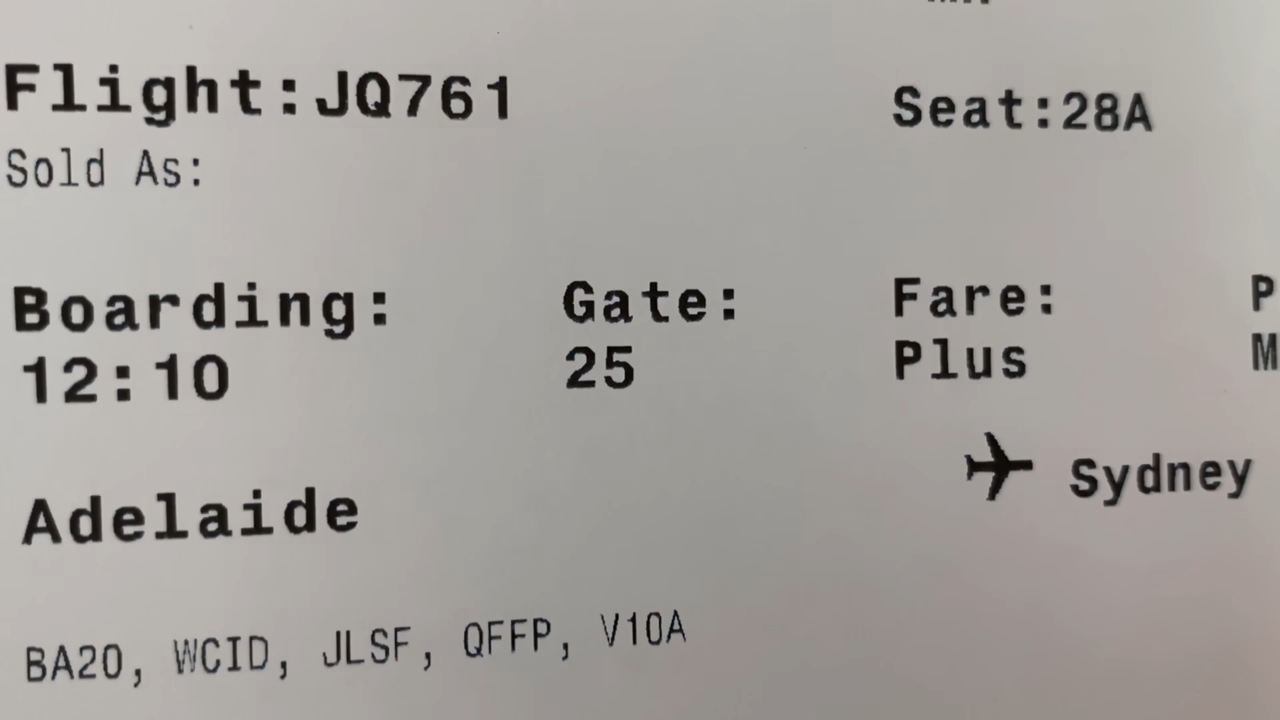 Flight:JQ761 Seat:28A
Sold As:
Boarding: Gate: Fare: P
12:10 25 Plus M
Adelaide Sydney
BA20, WCID, JLSF, QFFP, V10A